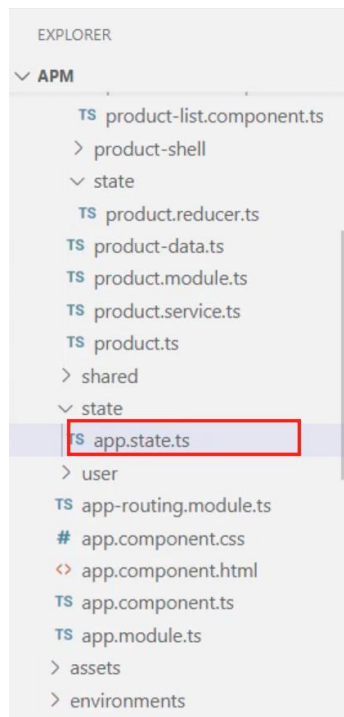 EXPLORER
APM
TS product-list.component.ts
product-shell
state
TS product.reducer.ts
TS product-data.ts
TS product.module.ts
TS product.service.ts
TS product.ts
shared
state
TS app.state.ts
user
TS app-routing.module.ts
# app.component.css
<> app.component.html
TS app.component.ts
TS app.module.ts
assets
environments